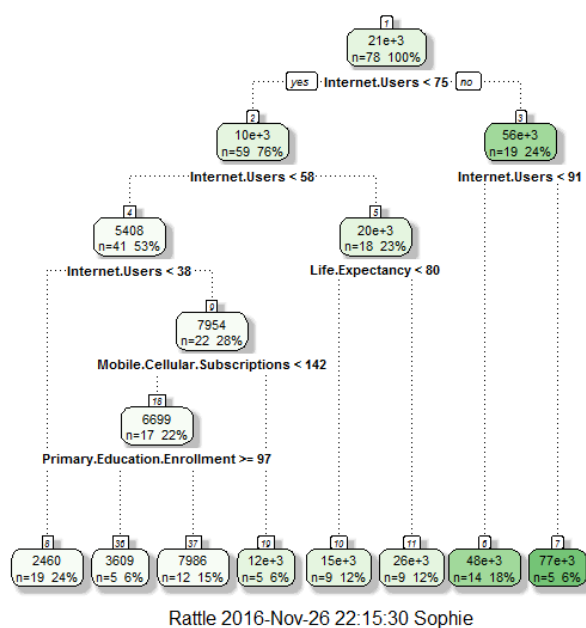 1
21e+3
n=78 100%
yes Internet.Users < 75 no
2
10e+3
n=59 76%
3
56e+3
n=19 24%
Internet.Users < 58
Internet.Users < 91
4
5408
n=41 53%
5
20e+3
n=18 23%
Internet.Users < 38
Life.Expectancy < 80
9
7954
n=22 28%
Mobile.Cellular.Subscriptions < 142
18
6699
n=17 22%
Primary.Education.Enrollment >= 97
8
2460
n=19 24%
36
3609
n=5 6%
37
7986
n=12 15%
19
12e+3
n=5 6%
10
15e+3
n=9 12%
11
26e+3
n=9 12%
6
48e+3
n=14 18%
7
77e+3
n=5 6%
Rattle 2016-Nov-26 22:15:30 Sophie